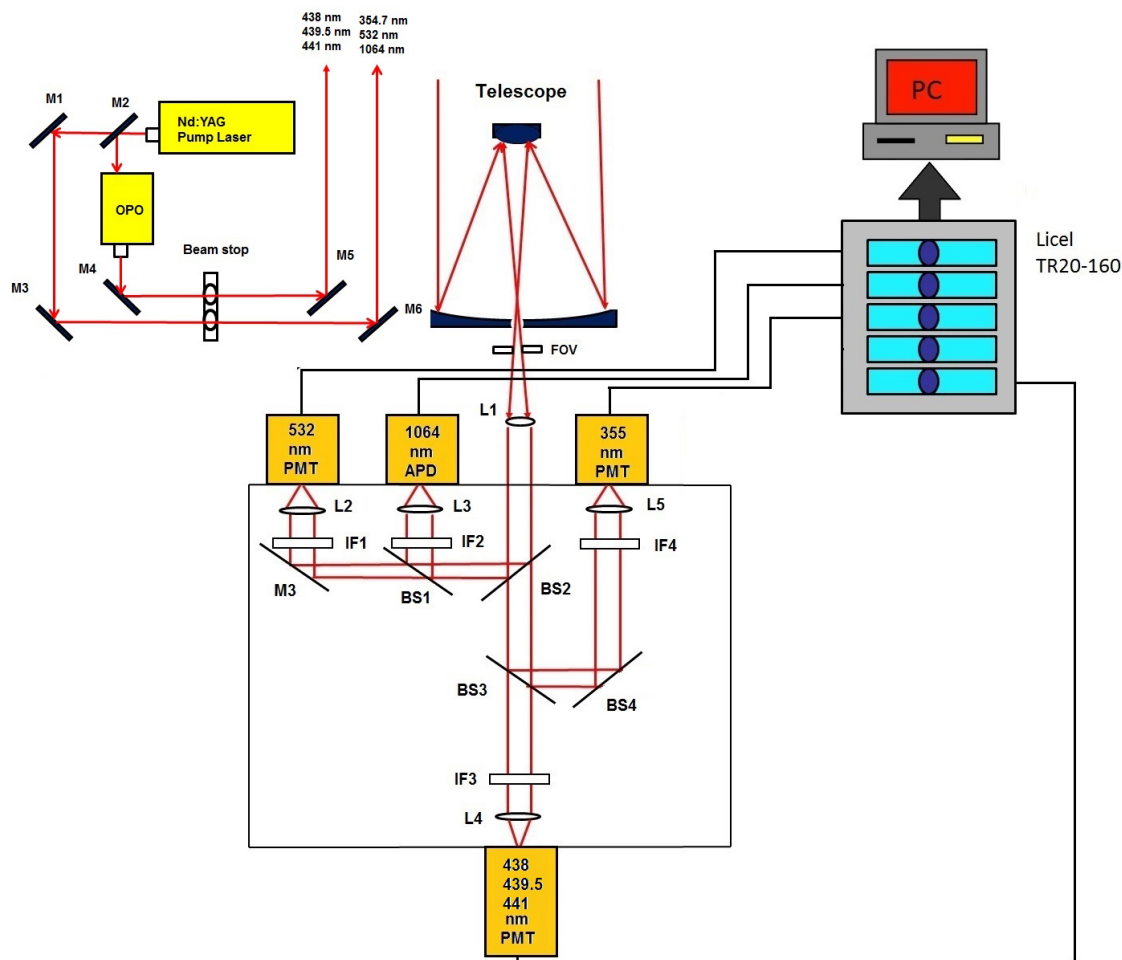 438 nm
439.5 nm
441 nm
354.7 nm
532 nm
1064 nm
M1
M2
Nd:YAG
Pump Laser
OPO
Beam stop
M3
M4
M5
M6
Telescope
FOV
PC
Licel
TR20-160
L1
532
nm
PMT
1064
nm
APD
355
nm
PMT
L2
L3
L5
IF1
IF2
IF4
M3
BS1
BS2
BS3
BS4
IF3
L4
438
439.5
441
nm
PMT